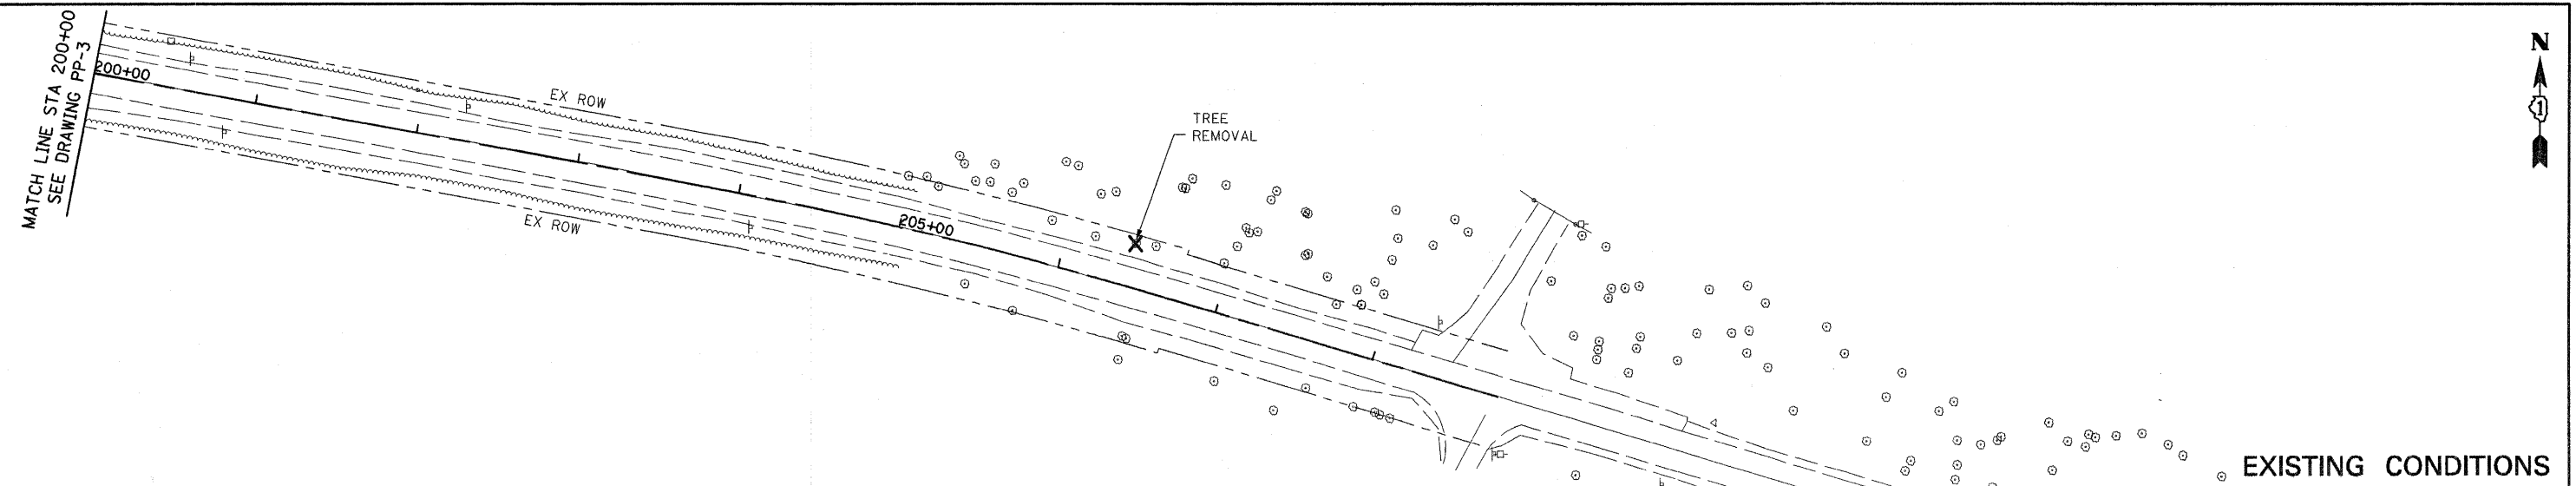 MATCH LINE STA 200+00
SEE DRAWING PP-3
200+00
EX ROW
EX ROW
205+00
TREE
REMOVAL
N
1
EXISTING CONDITIONS